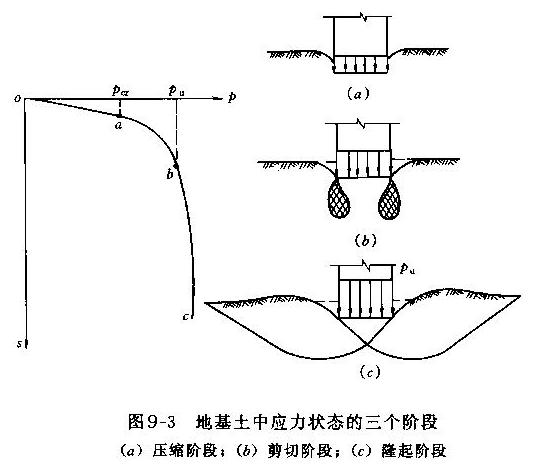 o
p_cr
p_u
p
a
b
c
s
(a)
(b)
p_u
(c)
图9-3 地基土中应力状态的三个阶段
(a) 压缩阶段；(b) 剪切阶段；(c) 隆起阶段